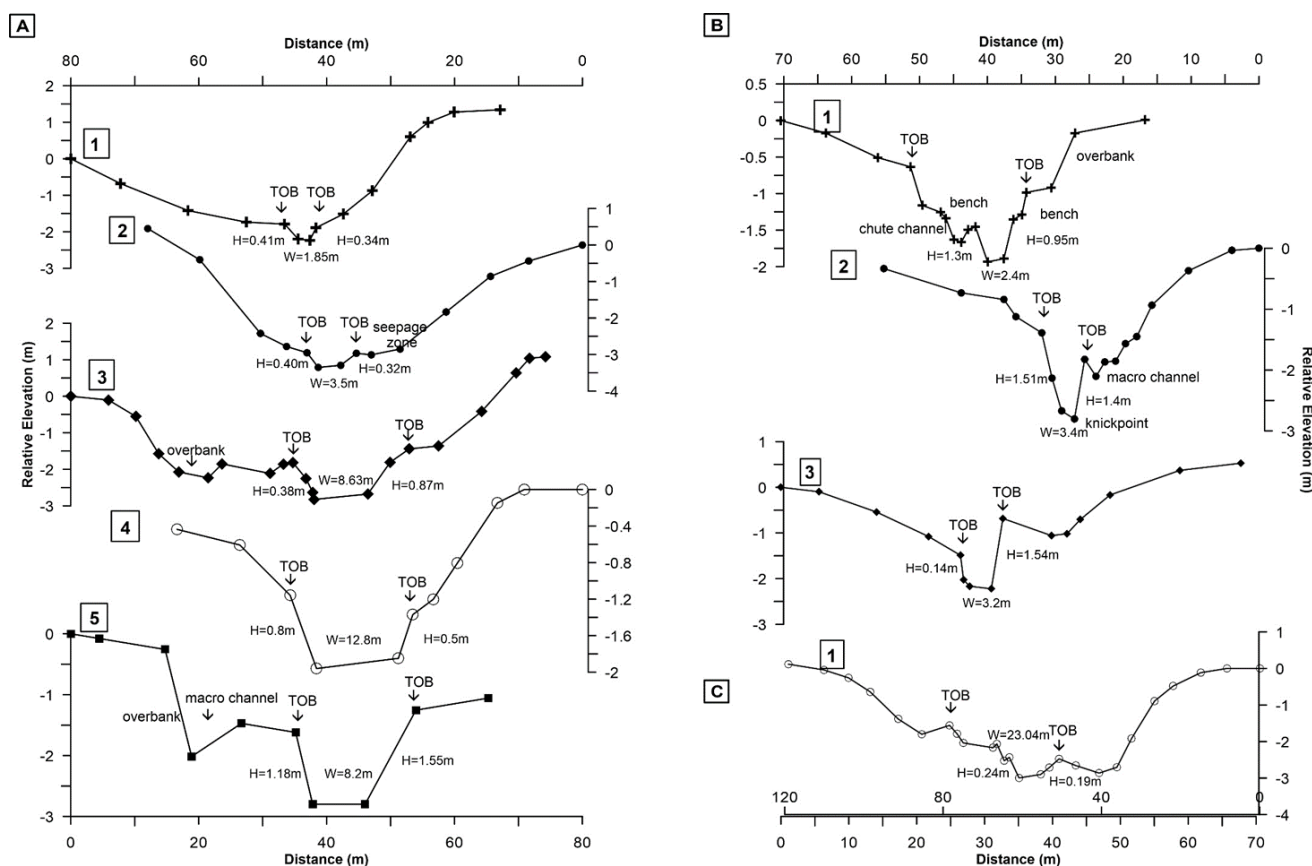 A
Distance (m)
80 60 40 20 0
2
1
0
-1
-2
-3
1
TOB TOB
H=0.41m H=0.34m
W=1.85m
2
1
0
-1
-2
-3
-4
TOB TOB seepage
zone
H=0.40m H=0.32m
W=3.5m
Relative Elevation (m)
2
1
0
-1
-2
-3
3
overbank TOB TOB
W=8.63m
H=0.38m H=0.87m
4
0
-0.4
-0.8
-1.2
-1.6
-2
TOB TOB
H=0.8m W=12.8m H=0.5m
5
0
-1
-2
-3
macro channel TOB
overbank TOB
H=1.18m W=8.2m H=1.55m
0 20 40 60 80
Distance (m)
B
Distance (m)
70 60 50 40 30 20 10 0
0.5
0
-0.5
-1
-1.5
-2
1
TOB TOB
overbank
bench
bench
chute channel
H=1.3m H=0.95m
W=2.4m
2
0
-1
-2
-3
Relative Elevation (m)
TOB TOB
macro channel
H=1.51m H=1.4m
knickpoint
W=3.4m
3
1
0
-1
-2
-3
TOB TOB
H=0.14m H=1.54m
W=3.2m
C
1
1
0
-1
-2
-3
-4
TOB TOB
W=23.04m
H=0.24m H=0.19m
120 80 40 0
0 10 20 30 40 50 60 70
Distance (m)